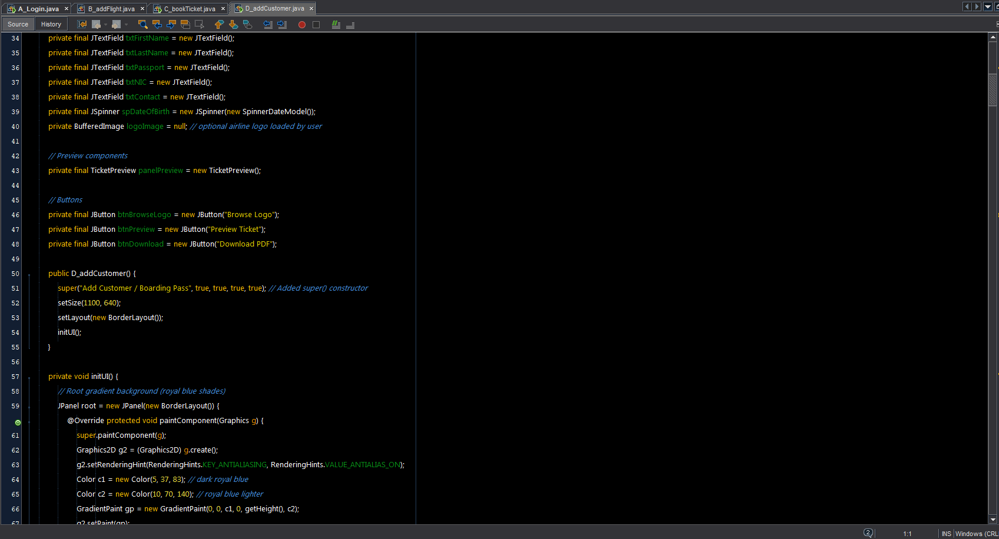 A_Login.java × B_addFlight.java × C_bookTicket.java × D_addCustomer.java ×
Source History
34 private final JTextField txtFirstName = new JTextField();
35 private final JTextField txtLastName = new JTextField();
36 private final JTextField txtPassport = new JTextField();
37 private final JTextField txtNIC = new JTextField();
38 private final JTextField txtContact = new JTextField();
39 private final JSpinner spDateOfBirth = new JSpinner(new SpinnerDateModel());
40 private BufferedImage logoImage = null; // optional airline logo loaded by user
41
42 // Preview components
43 private final TicketPreview panelPreview = new TicketPreview();
44
45 // Buttons
46 private final JButton btnBrowseLogo = new JButton("Browse Logo");
47 private final JButton btnPreview = new JButton("Preview Ticket");
48 private final JButton btnDownload = new JButton("Download PDF");
49
50 public D_addCustomer() {
51 super("Add Customer / Boarding Pass", true, true, true, true); // Added super() constructor
52 setSize(1100, 640);
53 setLayout(new BorderLayout());
54 initUI();
55 }
56
57 private void initUI() {
58 // Root gradient background (royal blue shades)
59 JPanel root = new JPanel(new BorderLayout()) {
@Override protected void paintComponent(Graphics g) {
61 super.paintComponent(g);
62 Graphics2D g2 = (Graphics2D) g.create();
63 g2.setRenderingHint(RenderingHints.KEY_ANTIALIASING, RenderingHints.VALUE_ANTIALIAS_ON);
64 Color c1 = new Color(5, 37, 83); // dark royal blue
65 Color c2 = new Color(10, 70, 140); // royal blue lighter
66 GradientPaint gp = new GradientPaint(0, 0, c1, 0, getHeight(), c2);
67 g2.setPaint(gp);
2 1:1 INS Windows (CRL